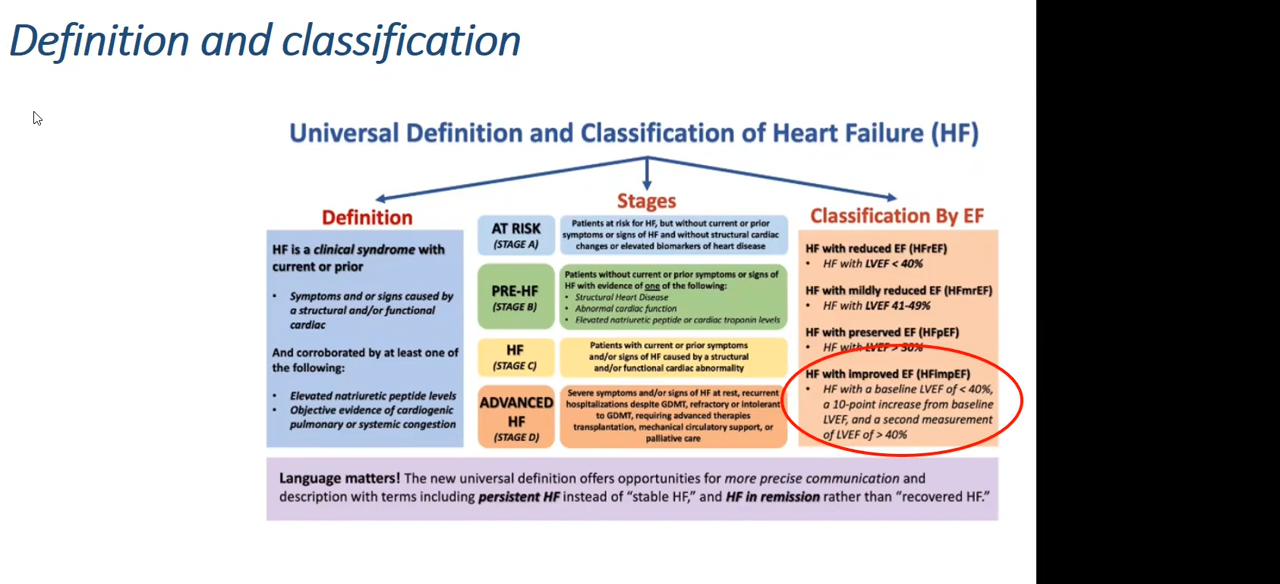 Definition and classification
Universal Definition and Classification of Heart Failure (HF)
Definition
HF is a clinical syndrome with
current or prior
• Symptoms and or signs caused by
a structural and/or functional
cardiac
And corroborated by at least one of
the following:
• Elevated natriuretic peptide levels
• Objective evidence of cardiogenic
pulmonary or systemic congestion
Stages
AT RISK
(STAGE A)
Patients at risk for HF, but without current or prior
symptoms or signs of HF and without structural cardiac
changes or elevated biomarkers of heart disease
PRE-HF
(STAGE B)
Patients without current or prior symptoms or signs of
HF with evidence of one of the following:
• Structural Heart Disease
• Abnormal cardiac function
• Elevated natriuretic peptide or cardiac troponin levels
HF
(STAGE C)
Patients with current or prior symptoms
and/or signs of HF caused by a structural
and/or functional cardiac abnormality
ADVANCED
HF
(STAGE D)
Severe symptoms and/or signs of HF at rest, recurrent
hospitalizations despite GDMT, refractory or intolerant
to GDMT, requiring advanced therapies
transplantation, mechanical circulatory support, or
palliative care
Classification By EF
HF with reduced EF (HFrEF)
• HF with LVEF < 40%
HF with mildly reduced EF (HFmrEF)
• HF with LVEF 41-49%
HF with preserved EF (HFpEF)
• HF with LVEF > 50%
HF with improved EF (HFimpEF)
• HF with a baseline LVEF of < 40%,
a 10-point increase from baseline
LVEF, and a second measurement
of LVEF of > 40%
Language matters! The new universal definition offers opportunities for more precise communication and
description with terms including persistent HF instead of “stable HF,” and HF in remission rather than “recovered HF.”